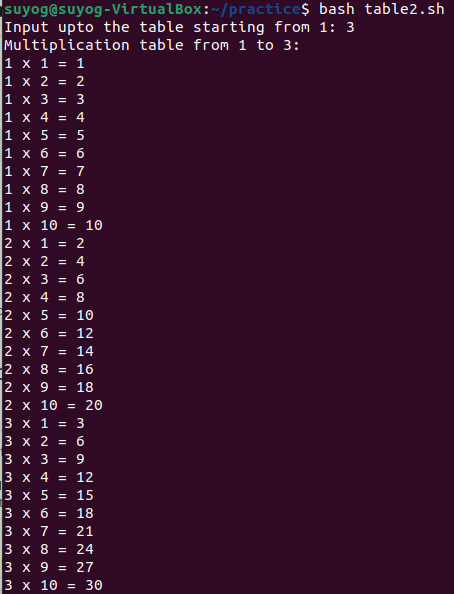 suyog@suyog-VirtualBox:~/practice$ bash table2.sh
Input upto the table starting from 1: 3
Multiplication table from 1 to 3:
1 x 1 = 1
1 x 2 = 2
1 x 3 = 3
1 x 4 = 4
1 x 5 = 5
1 x 6 = 6
1 x 7 = 7
1 x 8 = 8
1 x 9 = 9
1 x 10 = 10
2 x 1 = 2
2 x 2 = 4
2 x 3 = 6
2 x 4 = 8
2 x 5 = 10
2 x 6 = 12
2 x 7 = 14
2 x 8 = 16
2 x 9 = 18
2 x 10 = 20
3 x 1 = 3
3 x 2 = 6
3 x 3 = 9
3 x 4 = 12
3 x 5 = 15
3 x 6 = 18
3 x 7 = 21
3 x 8 = 24
3 x 9 = 27
3 x 10 = 30